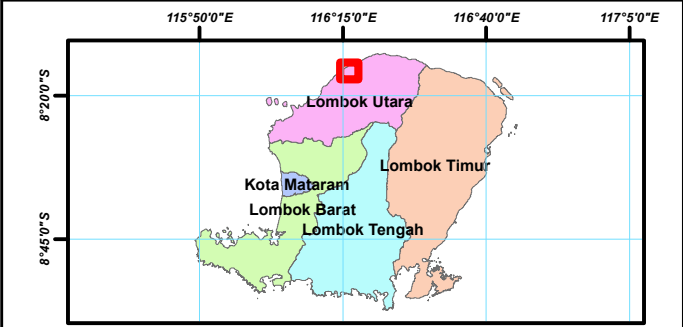 115°50'0"E 116°15'0"E 116°40'0"E 117°5'0"E
8°20'0"S
Lombok Utara
Lombok Timur
Kota Mataram
Lombok Barat
Lombok Tengah
8°45'0"S